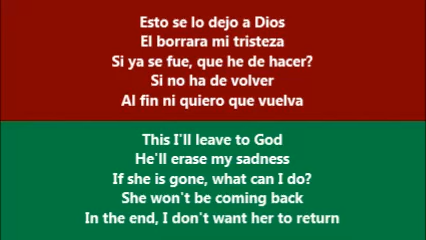 Esto se lo dejo a Dios
El borrara mi tristeza
Si ya se fue, que he de hacer?
Si no ha de volver
Al fin ni quiero que vuelva
This I'll leave to God
He'll erase my sadness
If she is gone, what can I do?
She won't be coming back
In the end, I don't want her to return